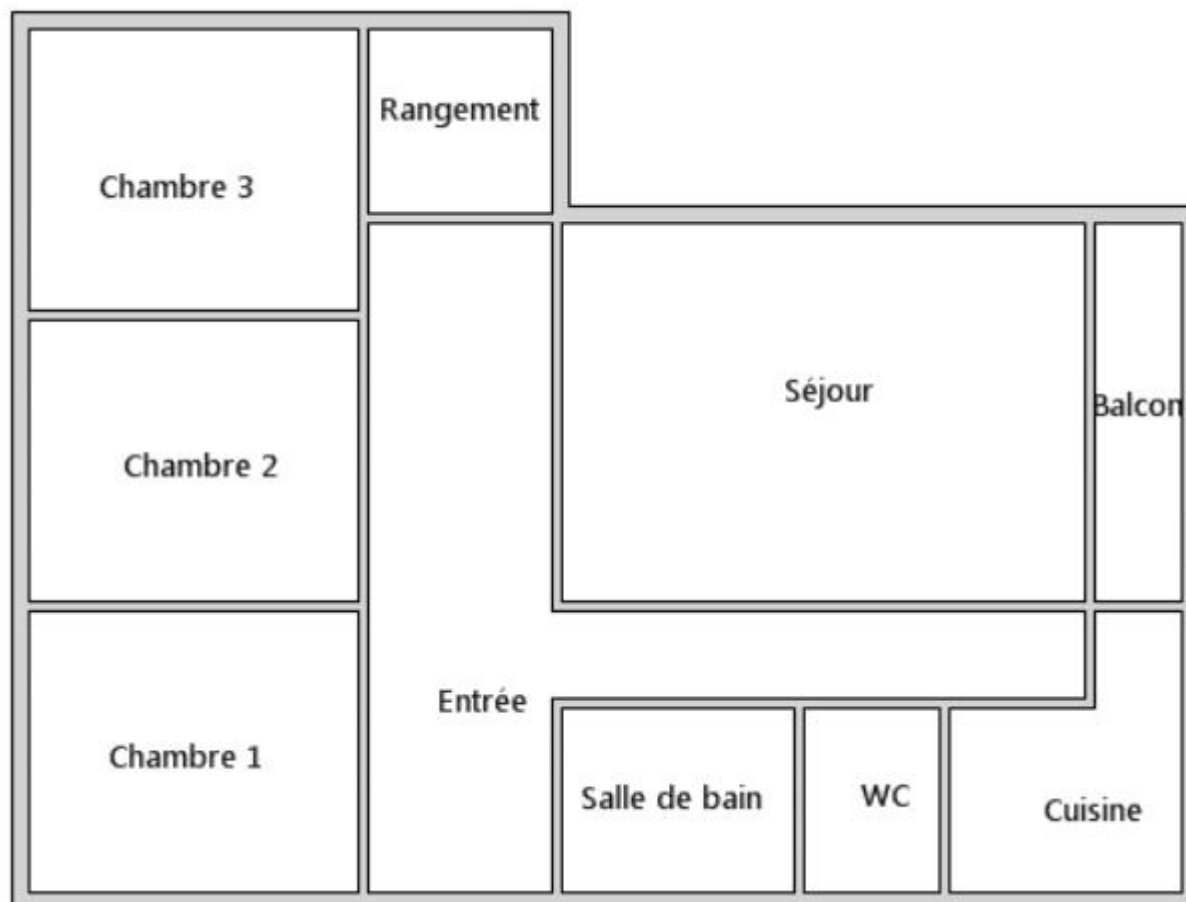 Rangement
Chambre 3
Séjour
Balcon
Chambre 2
Entrée
Chambre 1
Salle de bain
WC
Cuisine